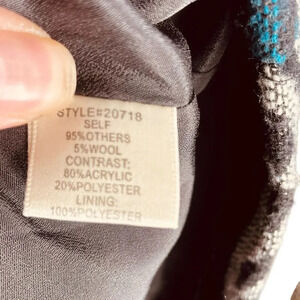 STYLE#20718
SELF
95%OTHERS
5%WOOL
CONTRAST:
80%ACRYLIC
20%POLYESTER
LINING:
100%POLYESTER